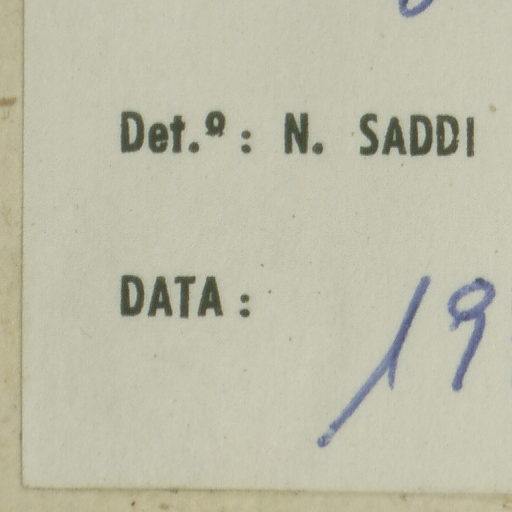 Det.º: N. SADDI
DATA: 19